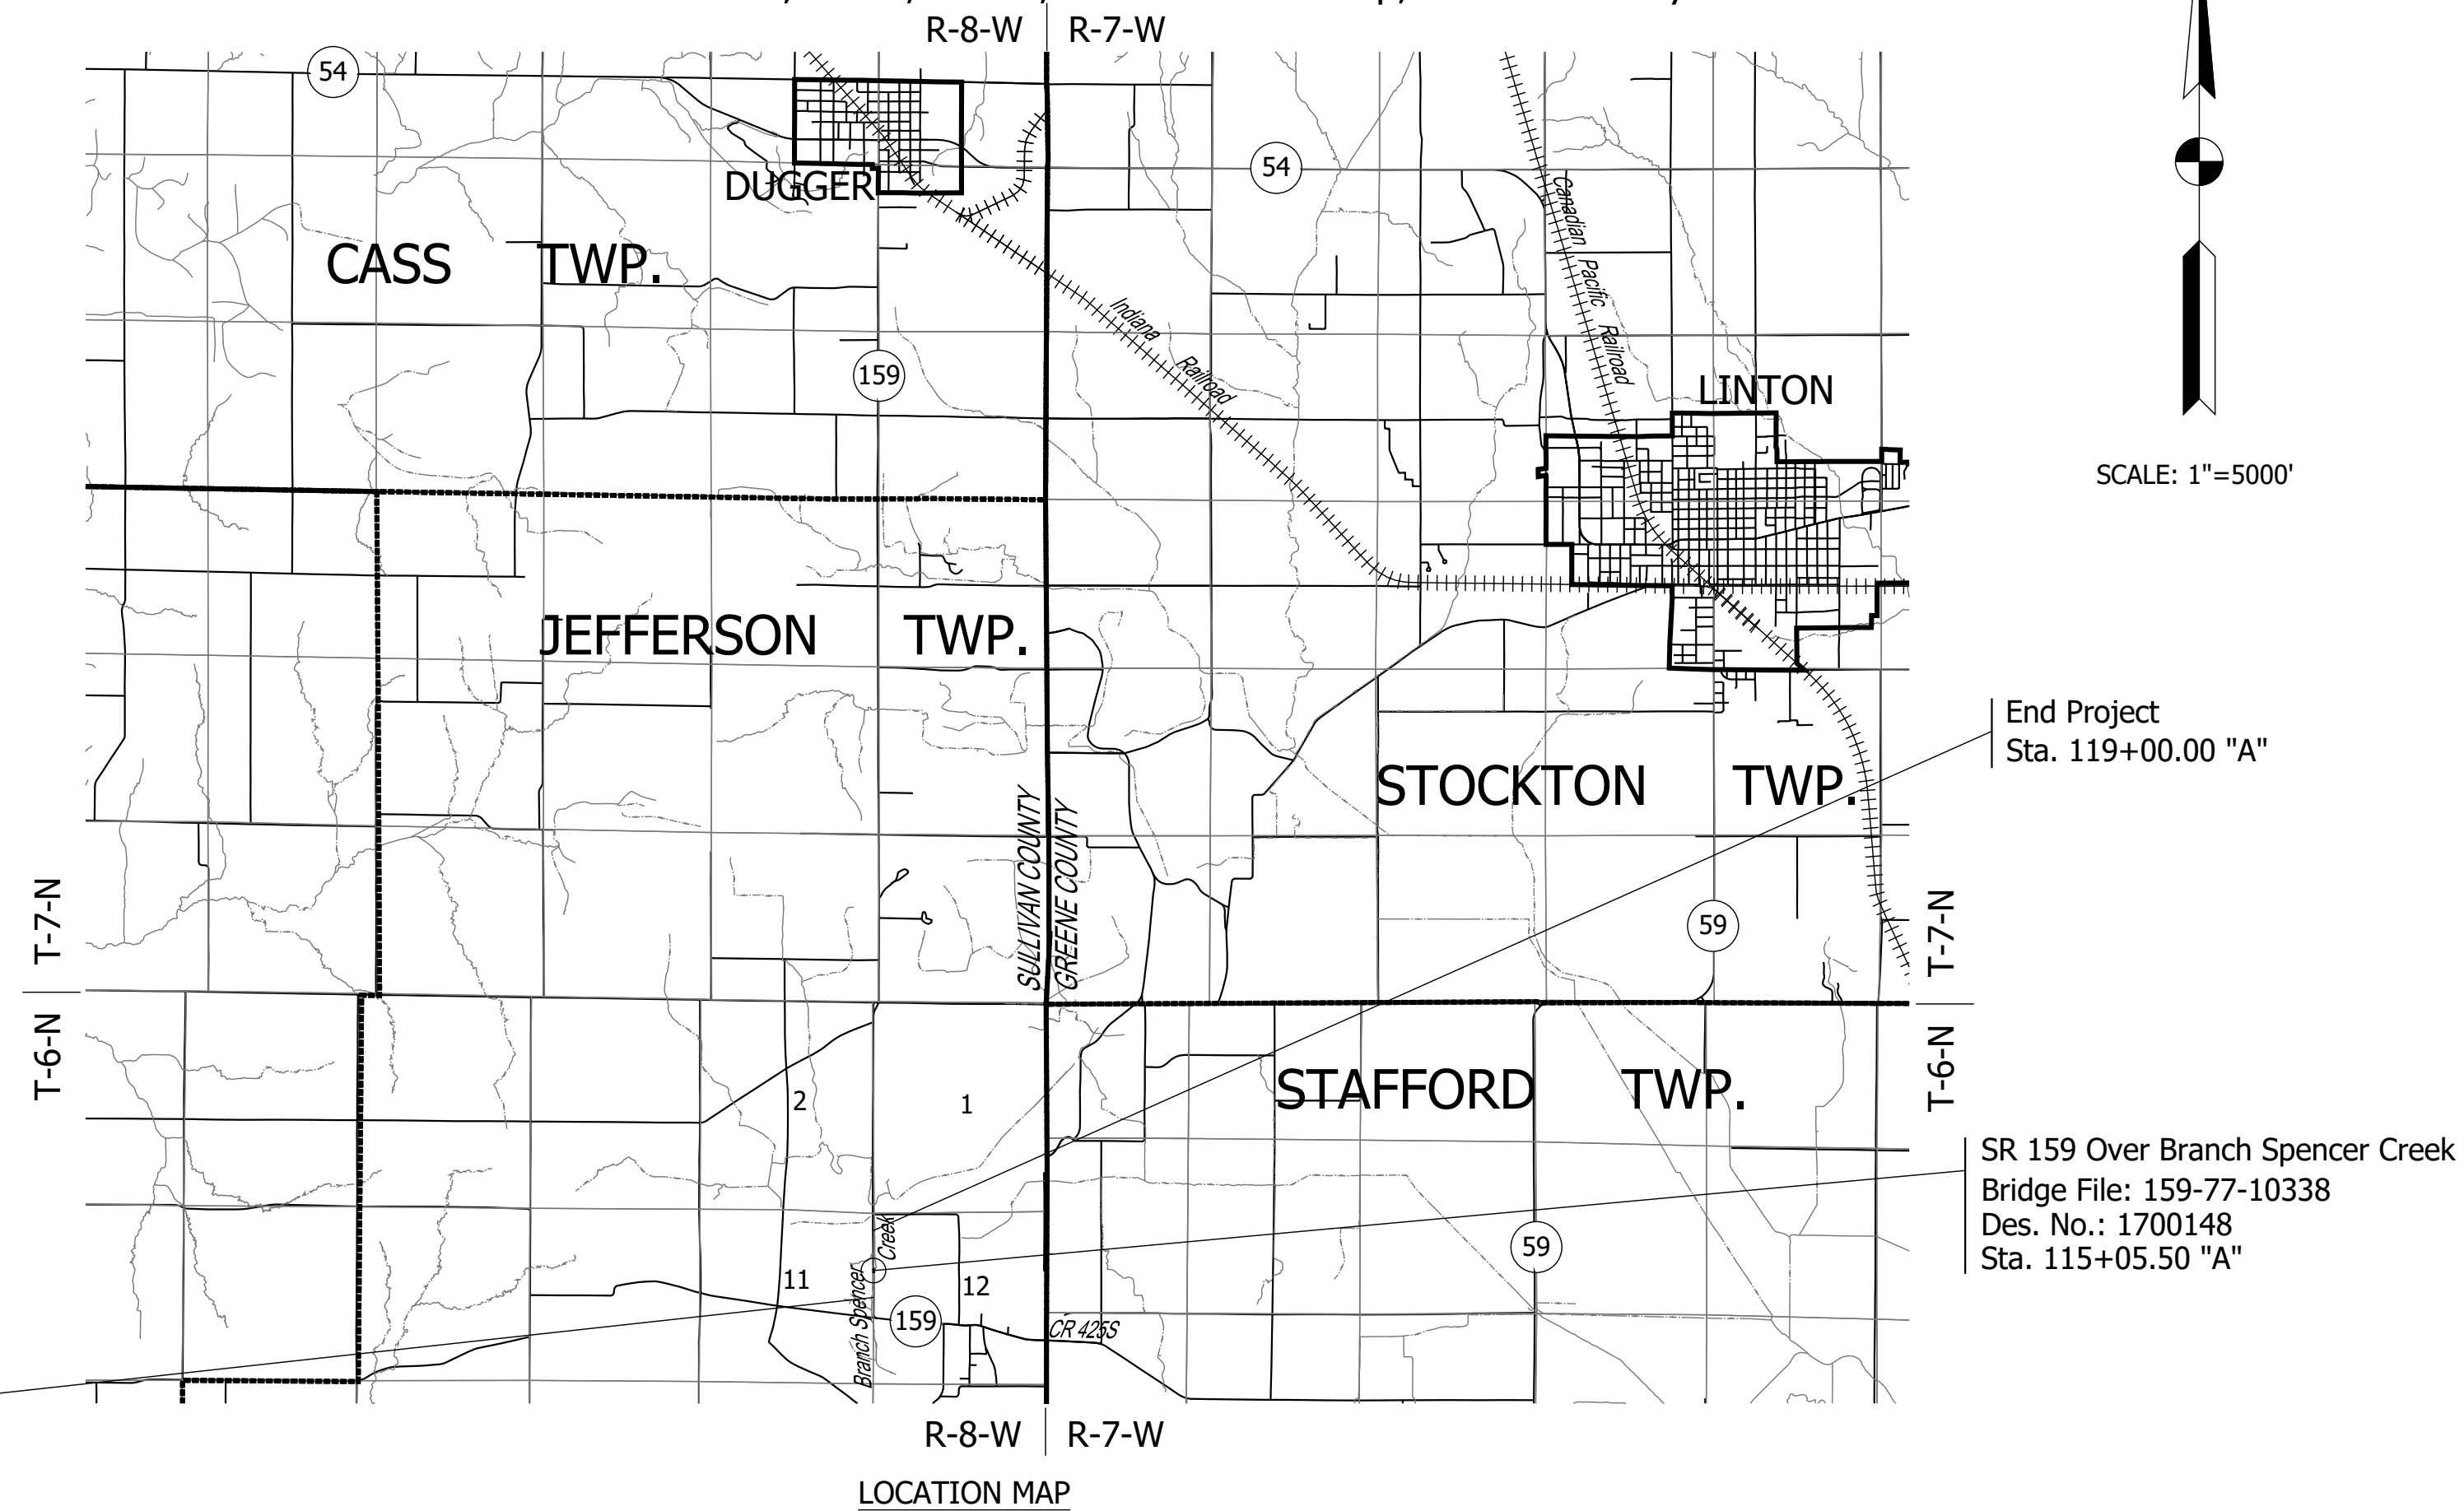 R-8-W R-7-W
54
DUGGER
54
Canadian Pacific Railroad
CASS TWP.
Indiana Railroad
159
LINTON
SCALE: 1"=5000'
JEFFERSON TWP.
End Project
Sta. 119+00.00 "A"
STOCKTON TWP.
SULLIVAN COUNTY
GREENE COUNTY
T-7-N
T-7-N
59
T-6-N
T-6-N
STAFFORD TWP.
2
1
SR 159 Over Branch Spencer Creek
Bridge File: 159-77-10338
Des. No.: 1700148
Sta. 115+05.50 "A"
59
11
12
Branch Spencer Creek
159
CR 425S
R-8-W R-7-W
LOCATION MAP